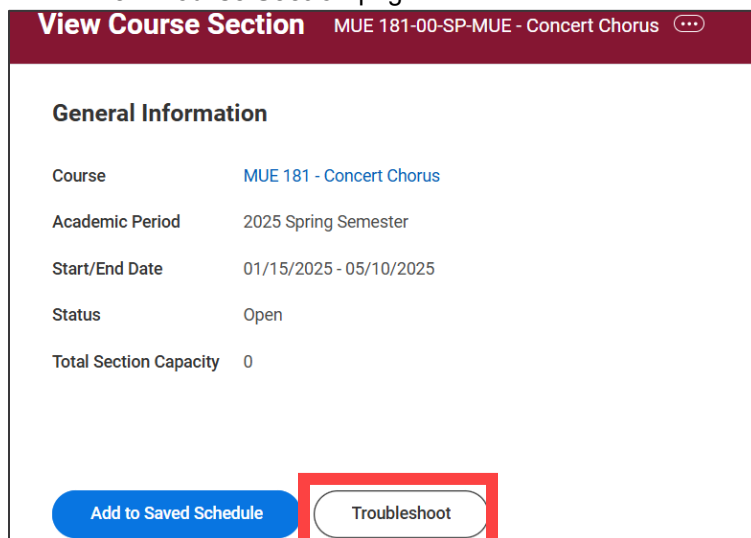 Course Section
View Course Section MUE 181-00-SP-MUE - Concert Chorus
General Information
Course MUE 181 - Concert Chorus
Academic Period 2025 Spring Semester
Start/End Date 01/15/2025 - 05/10/2025
Status Open
Total Section Capacity 0
Add to Saved Schedule Troubleshoot